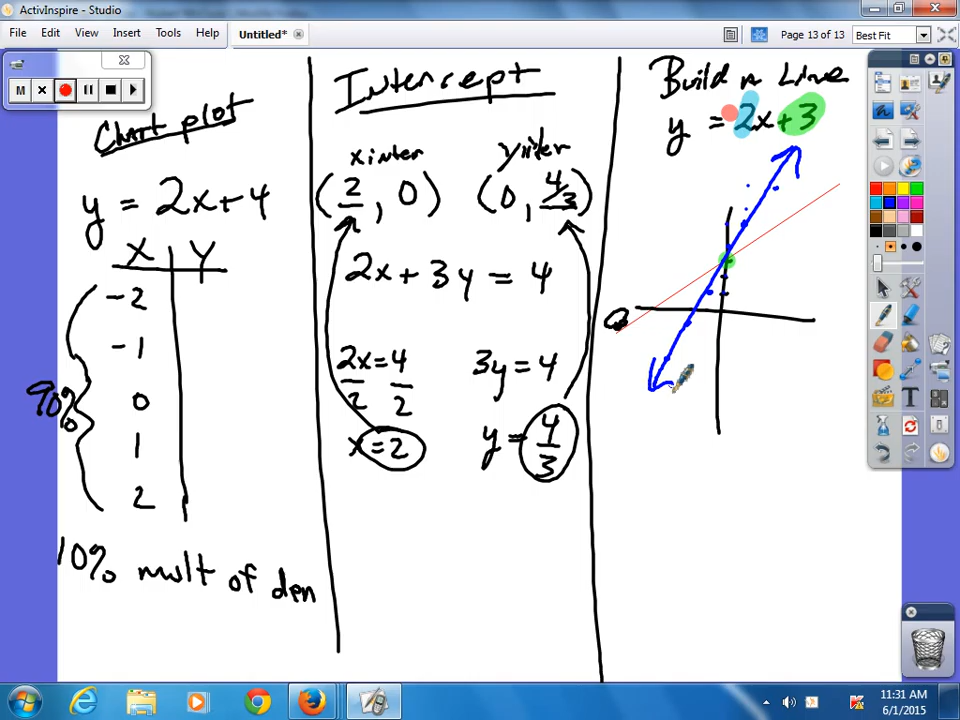 ActivInspire - Studio
File Edit View Insert Tools Help Untitled* Page 13 of 13 Best Fit
M
Chart plot
y = 2x+4
X Y
-2
-1
0
1
2
90%
10% mult of den
Intercept
x inter y inter
(2, 0) (0, 4/3)
2x + 3y = 4
2x=4 3y=4
2 2
x=2 y = 4/3
Build a Line
y = 2x+3
T
11:31 AM
6/1/2015